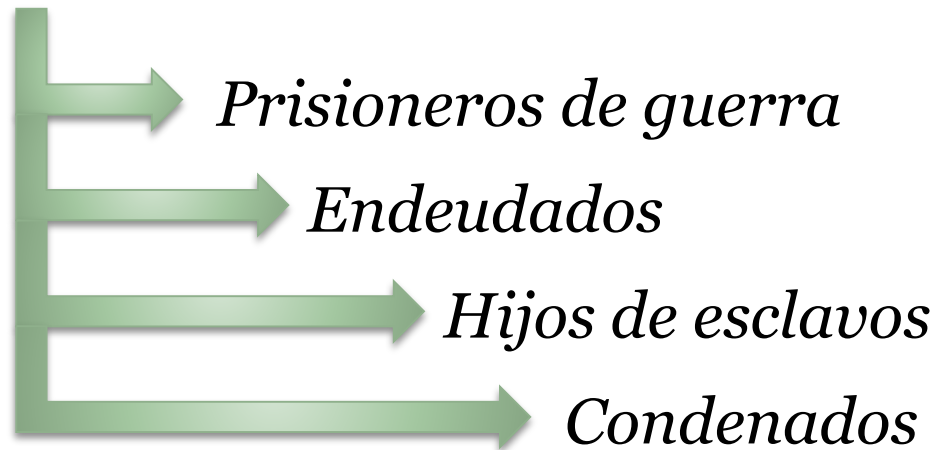 Prisioneros de guerra
Endeudados
Hijos de esclavos
Condenados